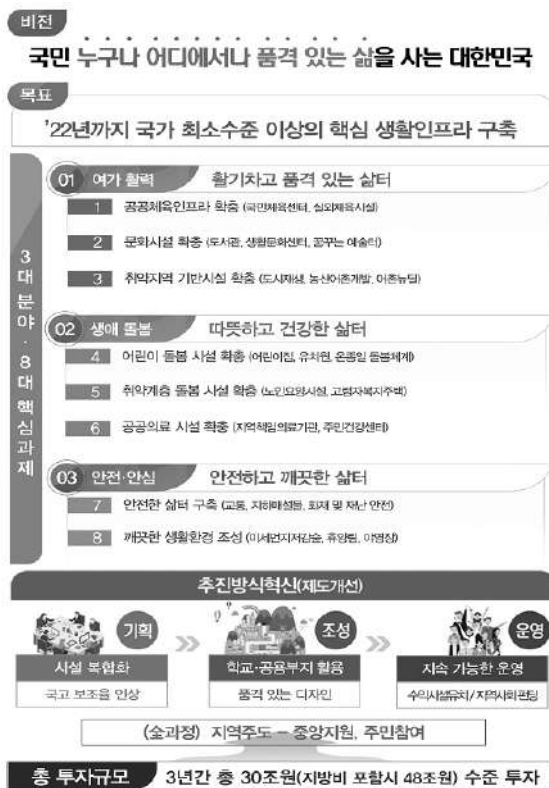 비전
국민 누구나 어디에서나 품격 있는 삶을 사는 대한민국
목표
'22년까지 국가 최소수준 이상의 핵심 생활인프라 구축
3대 분야·8대 핵심과제
01 여가 활력 활기차고 품격 있는 삶터
1 공공체육인프라 확충 (국민체육센터, 실외체육시설)
2 문화시설 확충 (도서관, 생활문화센터, 꿈꾸는 예술터)
3 취약지역 기반시설 확충 (도시재생, 농산어촌개발, 어촌뉴딜)
02 생애 돌봄 따뜻하고 건강한 삶터
4 어린이 돌봄 시설 확충 (어린이집, 유치원, 온종일 돌봄체계)
5 취약계층 돌봄 시설 확충 (노인요양시설, 고령자복지주택)
6 공공의료 시설 확충 (지역책임의료기관, 주민건강센터)
03 안전·안심 안전하고 깨끗한 삶터
7 안전한 삶터 구축 (교통, 지하매설물, 화재 및 재난 안전)
8 깨끗한 생활환경 조성 (미세먼지저감숲, 휴양림, 야영장)
추진방식혁신(제도개선)
기획 조성 운영
시설 복합화 학교·공용부지 활용 지속 가능한 운영
국고 보조율 인상 품격 있는 디자인 수익시설유치/지역사회펀딩
(全과정) 지역주도 - 중앙지원, 주민참여
총 투자규모 3년간 총 30조원(지방비 포함시 48조원) 수준 투자